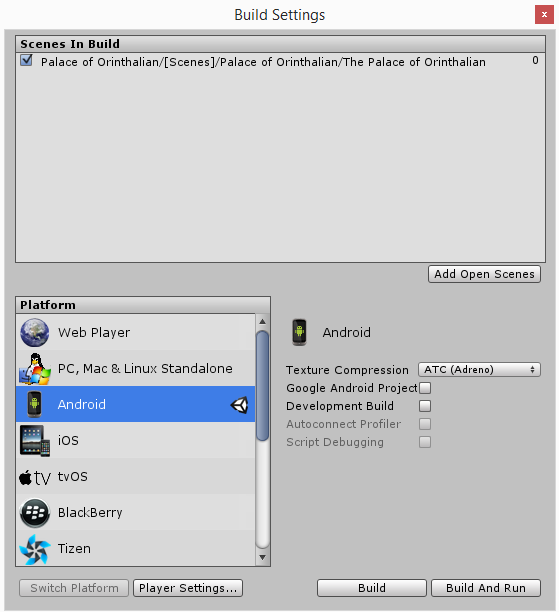 Build Settings
x
Scenes In Build
Palace of Orinthalian/[Scenes]/Palace of Orinthalian/The Palace of Orinthalian 0
Add Open Scenes
Platform
Web Player
PC, Mac & Linux Standalone
Android
iOS
tv tvOS
BlackBerry
Tizen
Android
Texture Compression ATC (Adreno)
Google Android Project
Development Build
Autoconnect Profiler
Script Debugging
Switch Platform Player Settings... Build Build And Run